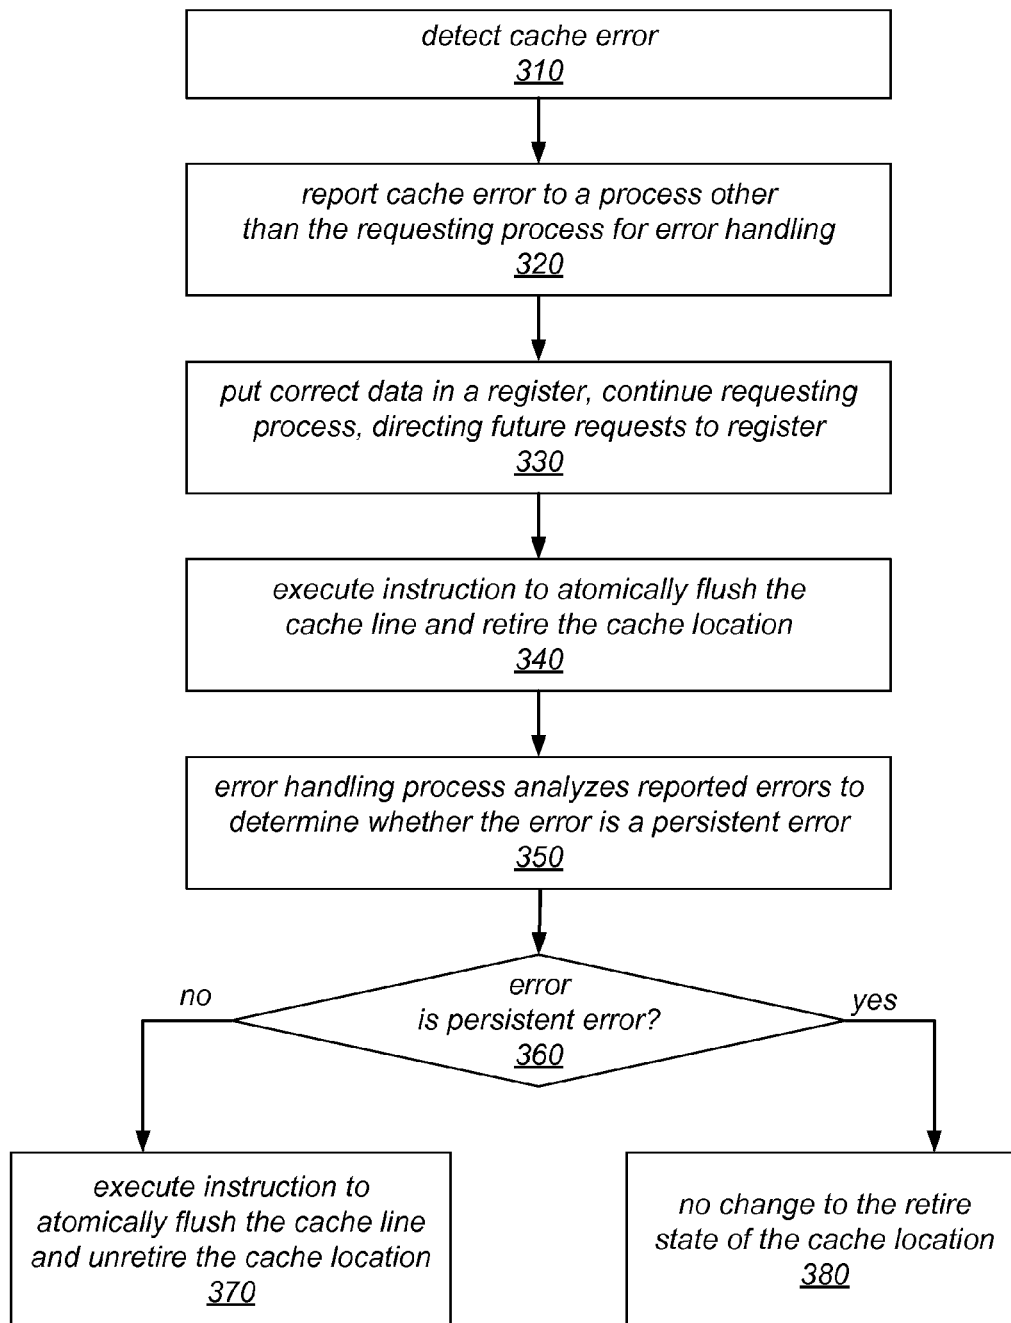 detect cache error
310
report cache error to a process other
than the requesting process for error handling
320
put correct data in a register, continue requesting
process, directing future requests to register
330
execute instruction to atomically flush the
cache line and retire the cache location
340
error handling process analyzes reported errors to
determine whether the error is a persistent error
350
error
is persistent error?
360
no
yes
execute instruction to
atomically flush the cache line
and unretire the cache location
370
no change to the retire
state of the cache location
380